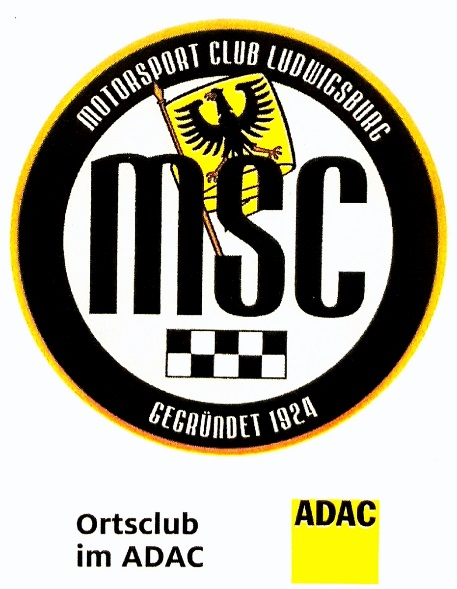 MOTORSPORT CLUB LUDWIGSBURG
mSC
GEGRÜNDET 1924
Ortsclub
im ADAC
ADAC